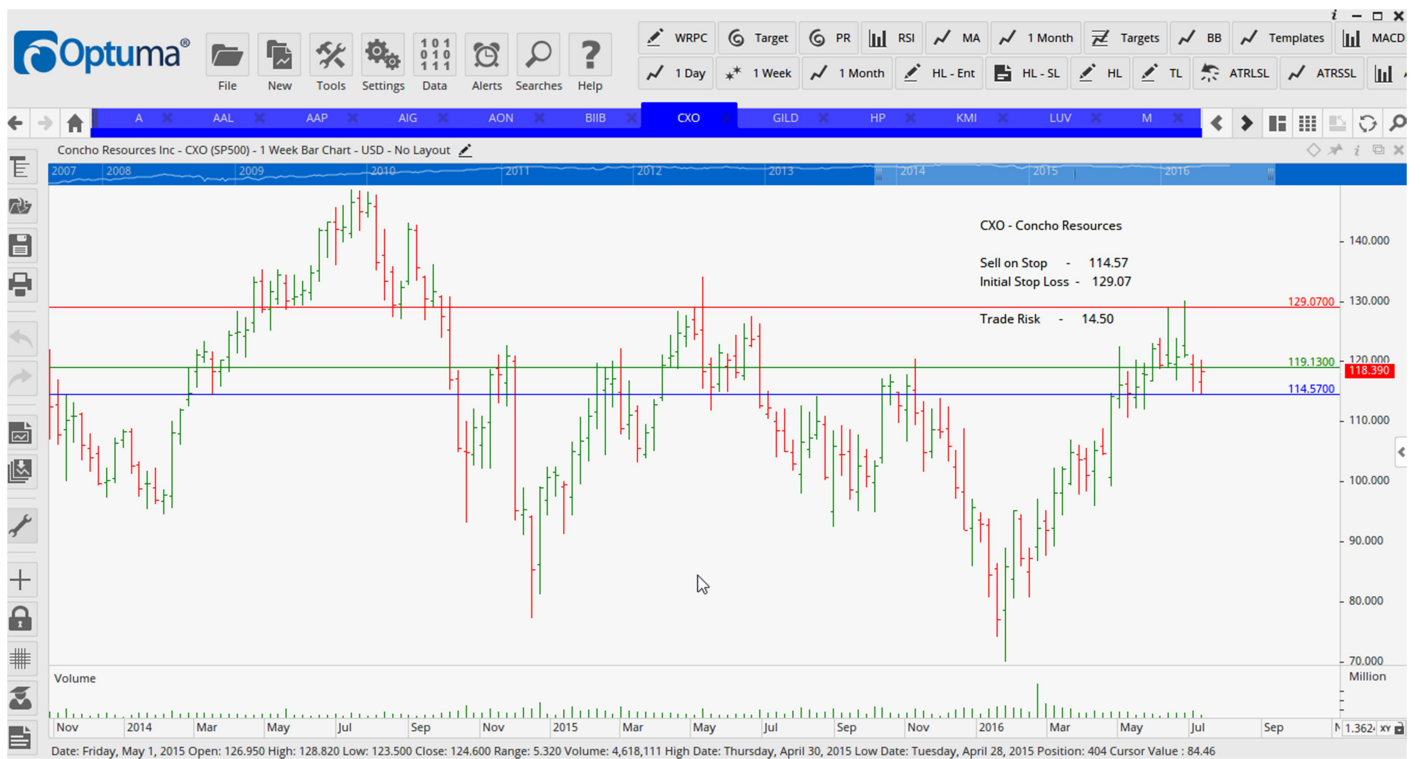 Optuma®
File
New
Tools
Settings
101
010
111
Data
Alerts
Searches
?
Help
WRPC
Target
PR
RSI
MA
1 Month
Targets
BB
Templates
MACD
1 Day
1 Week
1 Month
HL - Ent
HL - SL
HL
TL
ATRLSL
ATRSSL
A
AAL
AAP
AIG
AON
BIIB
CXO
GILD
HP
KMI
LUV
M
Concho Resources Inc - CXO (SP500) - 1 Week Bar Chart - USD - No Layout
2007 2008 2009 2010 2011 2012 2013 2014 2015 2016
CXO - Concho Resources
Sell on Stop - 114.57
Initial Stop Loss - 129.07
Trade Risk - 14.50
140.000
129.0700
130.000
119.1300
120.000
118.390
114.5700
110.000
100.000
90.000
80.000
70.000
Volume
Million
Nov 2014 Mar May Jul Sep Nov 2015 Mar May Jul Sep Nov 2016 Mar May Jul Sep
XY
Date: Friday, May 1, 2015 Open: 126.950 High: 128.820 Low: 123.500 Close: 124.600 Range: 5.320 Volume: 4,618,111 High Date: Thursday, April 30, 2015 Low Date: Tuesday, April 28, 2015 Position: 404 Cursor Value : 84.46